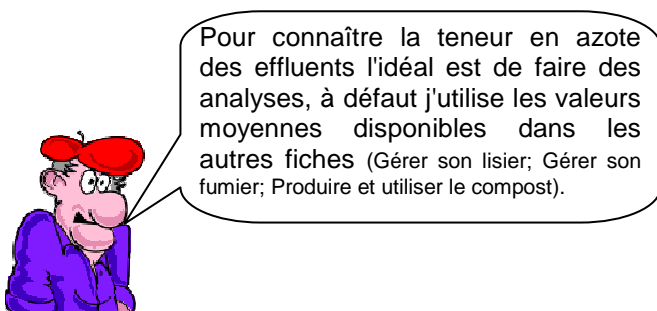 Pour connaître la teneur en azote
des effluents l'idéal est de faire des
analyses, à défaut j'utilise les valeurs
moyennes disponibles dans les
autres fiches (Gérer son lisier; Gérer son
fumier; Produire et utiliser le compost).